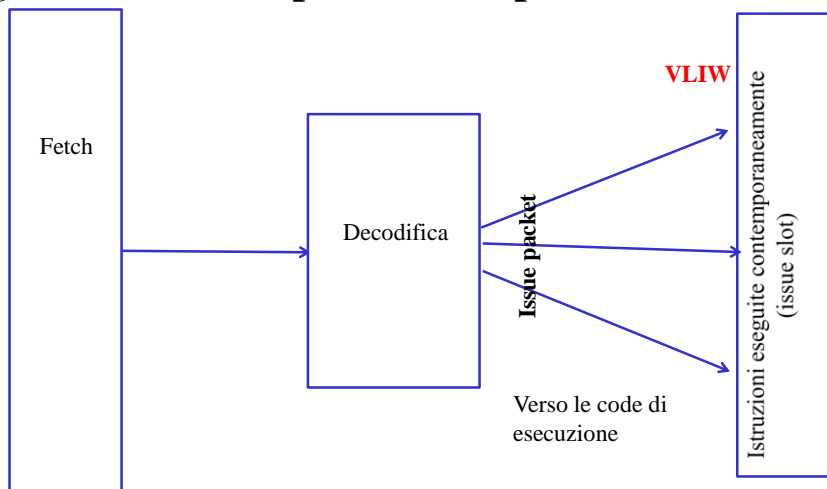 VLIW
Fetch
Decodifica
Issue packet
Istruzioni eseguite contemporaneamente
(issue slot)
Verso le code di
esecuzione